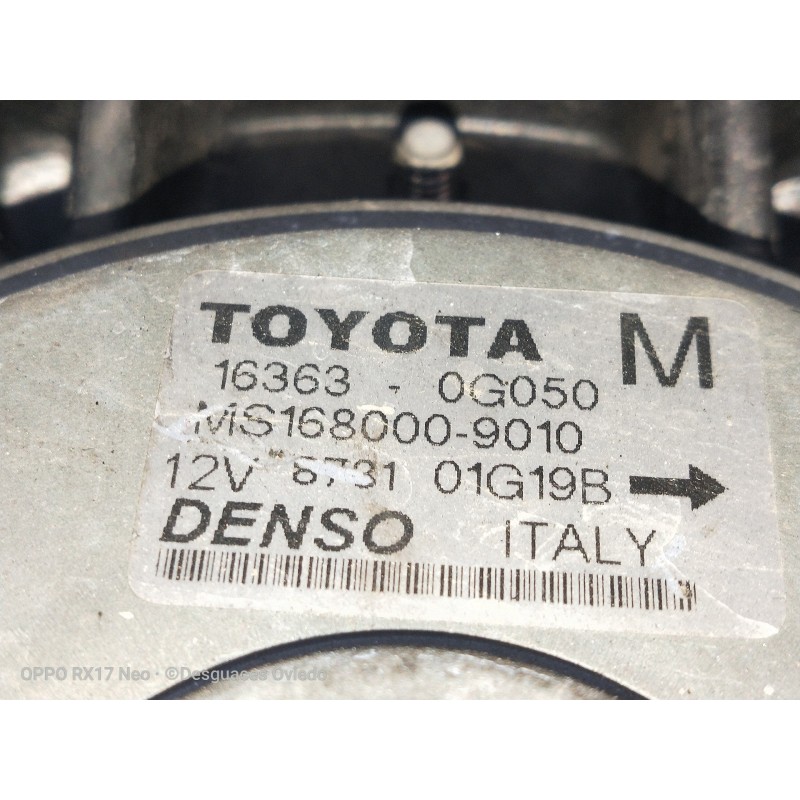 TOYOTA M
16363 - 0G050
MS168000-9010
12V 8731 01G19B
DENSO ITALY
OPPO RX17 Neo · ©Desguaces Oviedo